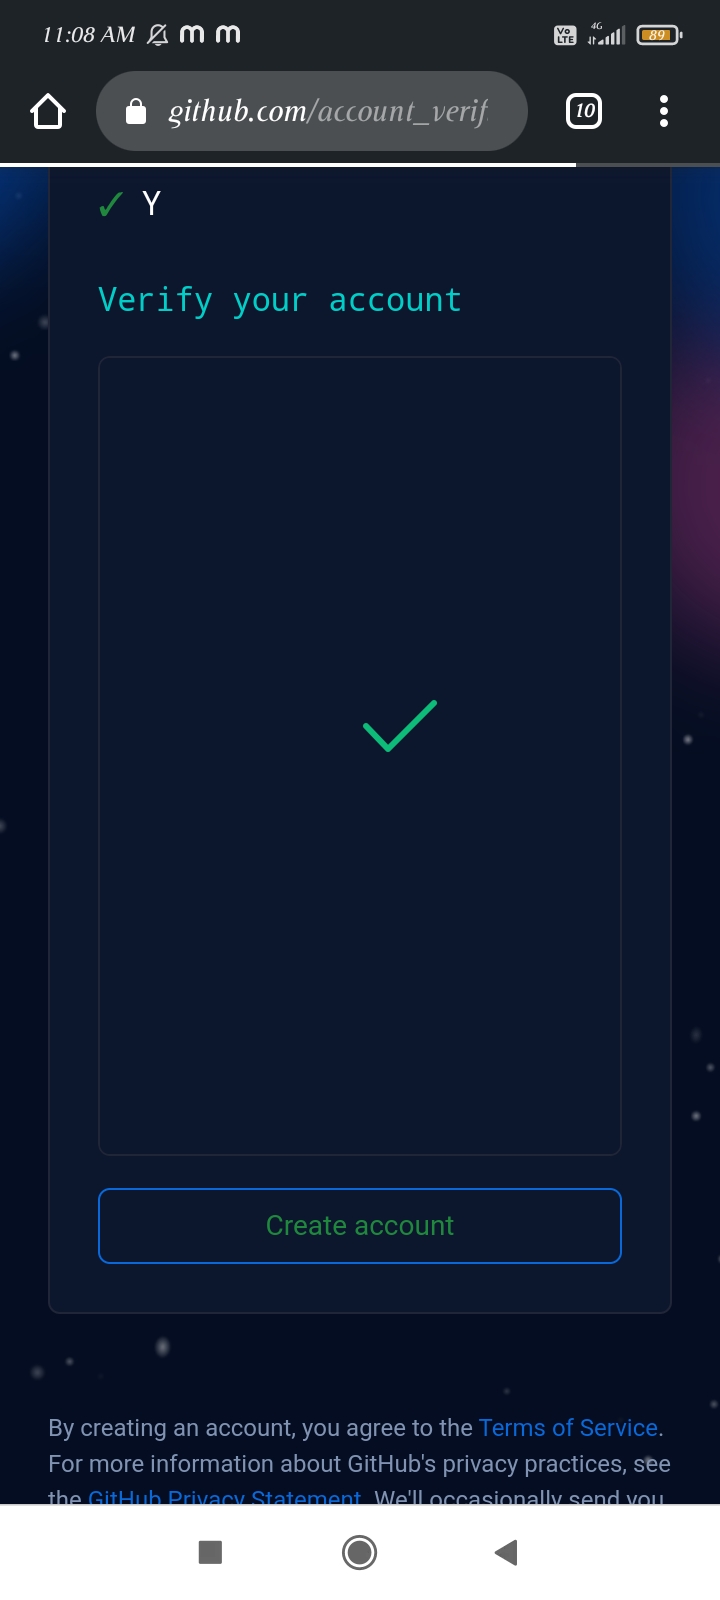 11:08 AM
Vo LTE 4G 89
github.com/account_verif
10
✓ Y
Verify your account
Create account
By creating an account, you agree to the Terms of Service.
For more information about GitHub's privacy practices, see
the GitHub Privacy Statement. We'll occasionally send you